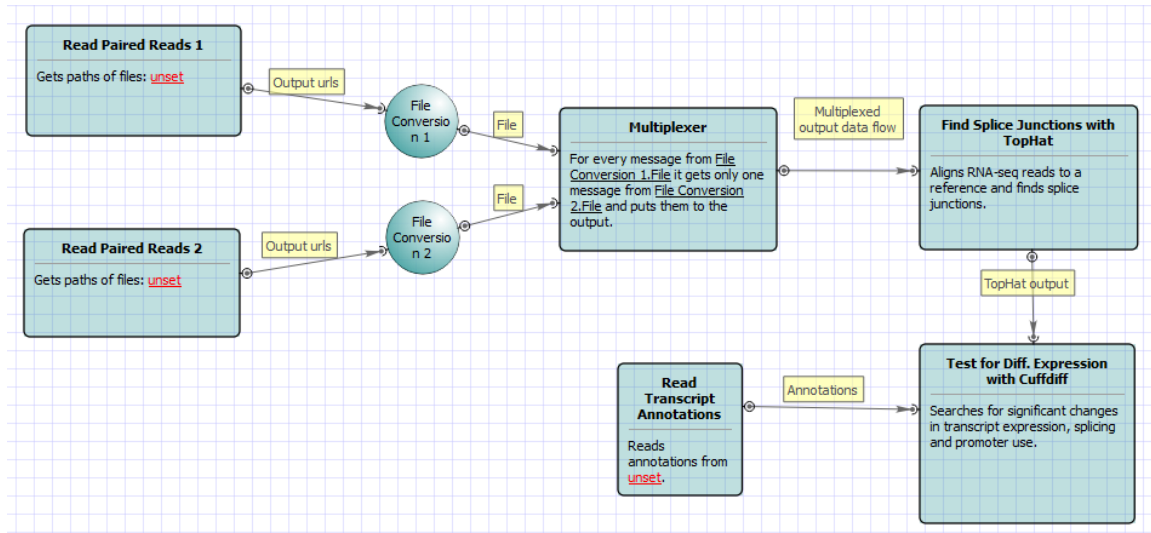 Read Paired Reads 1
Gets paths of files: unset
Output urls
File
Conversio
n 1
File
Multiplexer
For every message from File
Conversion 1.File it gets only one
message from File Conversion
2.File and puts them to the
output.
Multiplexed
output data flow
Find Splice Junctions with
TopHat
Aligns RNA-seq reads to a
reference and finds splice
junctions.
Read Paired Reads 2
Gets paths of files: unset
Output urls
File
Conversio
n 2
File
TopHat output
Read
Transcript
Annotations
Reads
annotations from
unset.
Annotations
Test for Diff. Expression
with Cuffdiff
Searches for significant changes
in transcript expression, splicing
and promoter use.